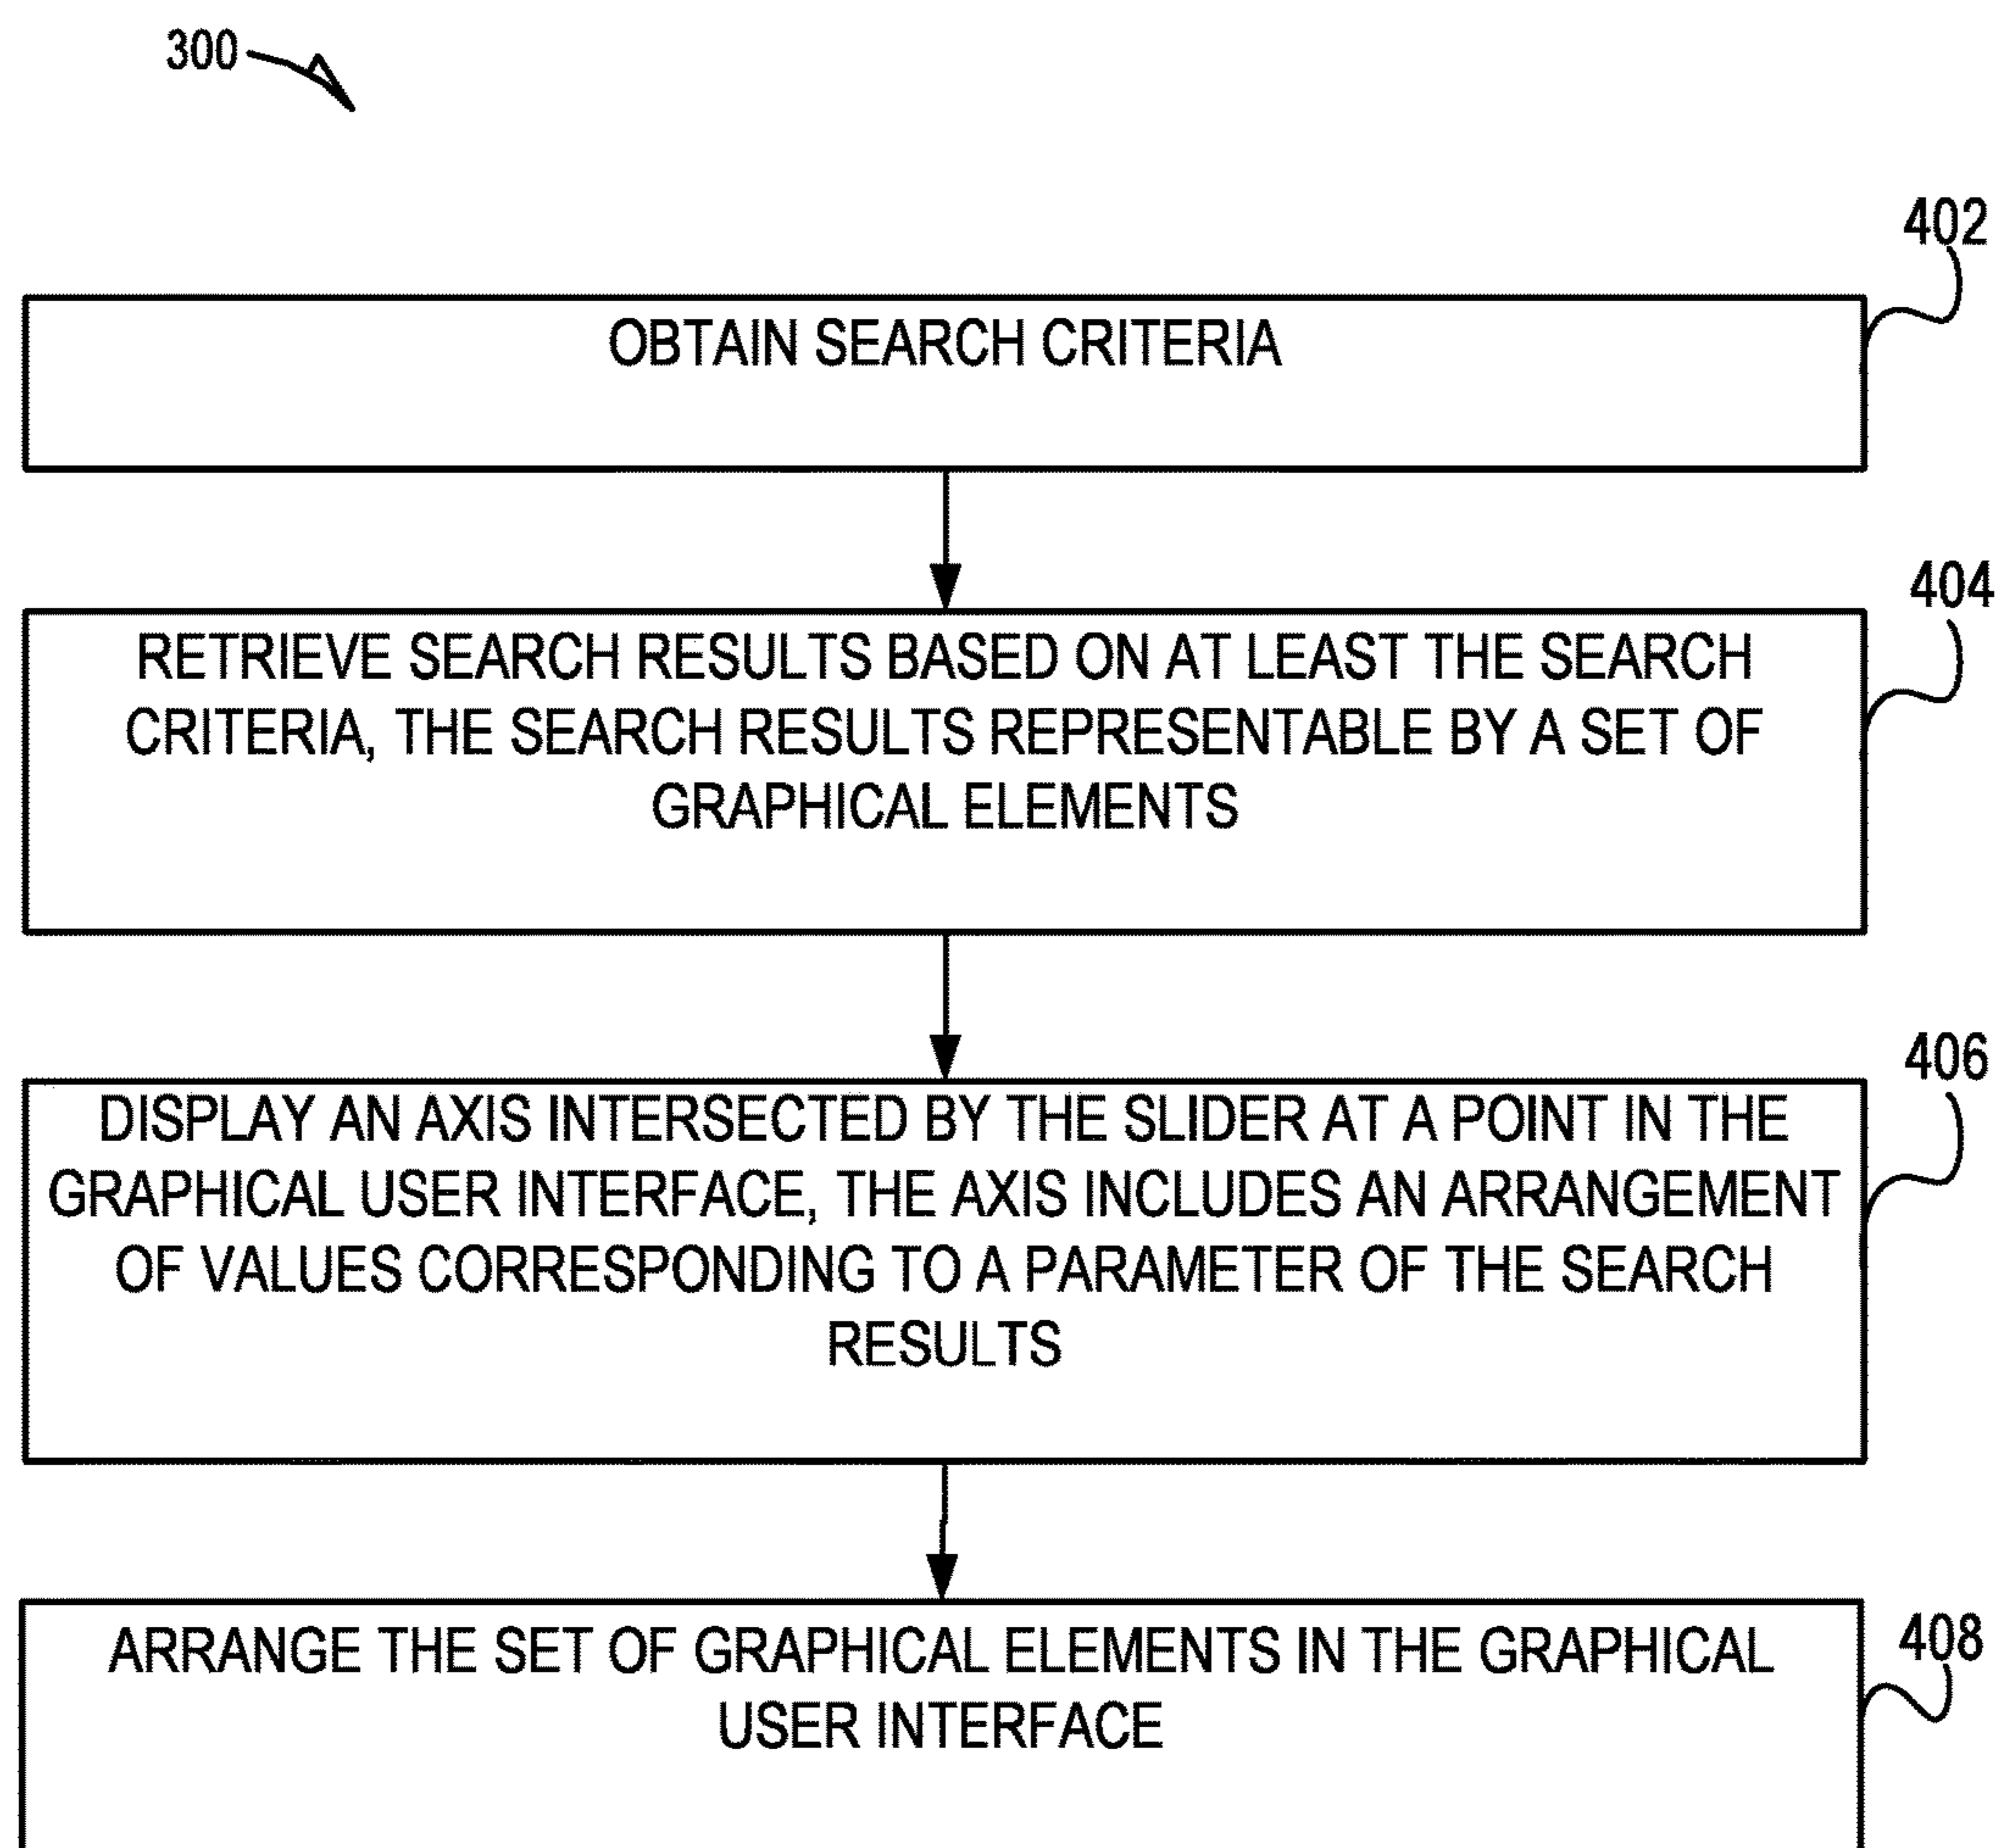 300
402
OBTAIN SEARCH CRITERIA
404
RETRIEVE SEARCH RESULTS BASED ON AT LEAST THE SEARCH
CRITERIA, THE SEARCH RESULTS REPRESENTABLE BY A SET OF
GRAPHICAL ELEMENTS
406
DISPLAY AN AXIS INTERSECTED BY THE SLIDER AT A POINT IN THE
GRAPHICAL USER INTERFACE, THE AXIS INCLUDES AN ARRANGEMENT
OF VALUES CORRESPONDING TO A PARAMETER OF THE SEARCH
RESULTS
408
ARRANGE THE SET OF GRAPHICAL ELEMENTS IN THE GRAPHICAL
USER INTERFACE